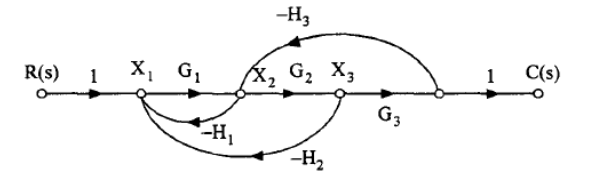 –H₃
R(s) 1 X₁ G₁ X₂ G₂ X₃ 1 C(s)
G₃
–H₁
–H₂